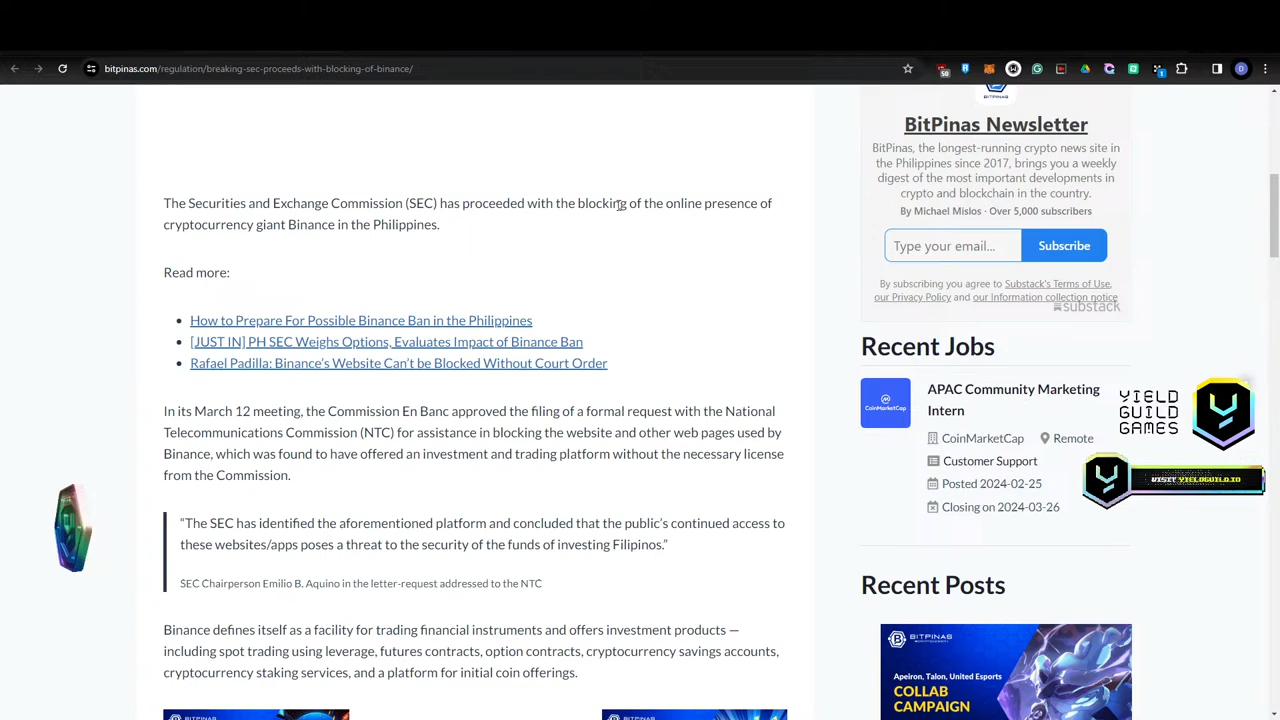 bitpinas.com/regulation/breaking-sec-proceeds-with-blocking-of-binance/
The Securities and Exchange Commission (SEC) has proceeded with the blocking of the online presence of
cryptocurrency giant Binance in the Philippines.
Read more:
How to Prepare For Possible Binance Ban in the Philippines
[JUST IN] PH SEC Weighs Options, Evaluates Impact of Binance Ban
Rafael Padilla: Binance's Website Can't be Blocked Without Court Order
In its March 12 meeting, the Commission En Banc approved the filing of a formal request with the National
Telecommunications Commission (NTC) for assistance in blocking the website and other web pages used by
Binance, which was found to have offered an investment and trading platform without the necessary license
from the Commission.
“The SEC has identified the aforementioned platform and concluded that the public's continued access to
these websites/apps poses a threat to the security of the funds of investing Filipinos.”
SEC Chairperson Emilio B. Aquino in the letter-request addressed to the NTC
Binance defines itself as a facility for trading financial instruments and offers investment products —
including spot trading using leverage, futures contracts, option contracts, cryptocurrency savings accounts,
cryptocurrency staking services, and a platform for initial coin offerings.
BITPINAS
BitPinas Newsletter
BitPinas, the longest-running crypto news site in
the Philippines since 2017, brings you a weekly
digest of the most important developments in
crypto and blockchain in the country.
By Michael Mislos · Over 5,000 subscribers
Type your email...
Subscribe
By subscribing you agree to Substack's Terms of Use,
our Privacy Policy and our Information collection notice
substack
Recent Jobs
CoinMarketCap
APAC Community Marketing
Intern
CoinMarketCap
Remote
Customer Support
Posted 2024-02-25
Closing on 2024-03-26
YIELD
GUILD
GAMES
VISIT YIELDGUILD.IO
Recent Posts
BITPINAS
Apeiron, Talon, United Esports
COLLAB
CAMPAIGN